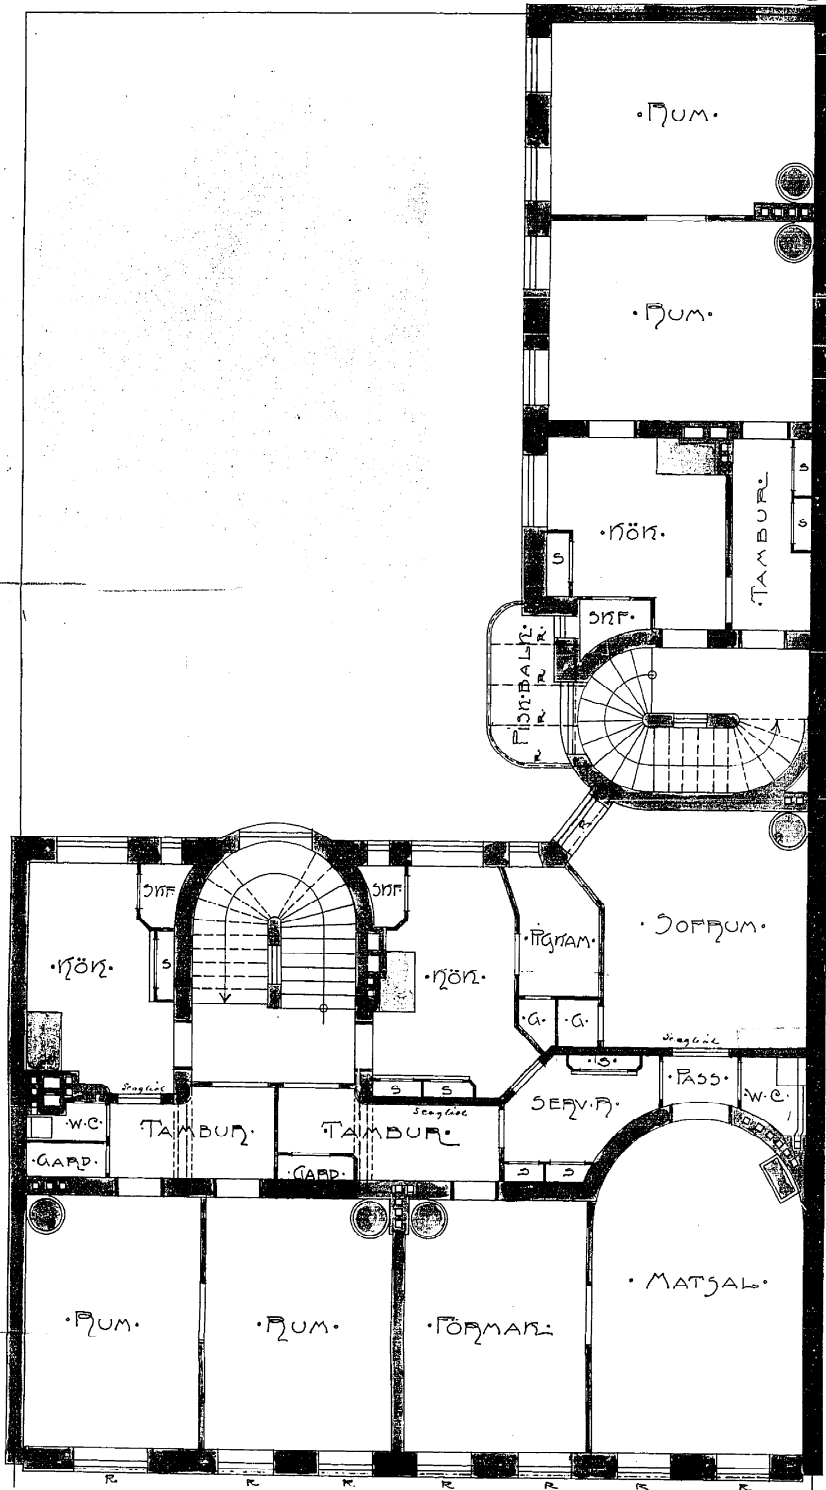 ·RUM·
·RUM·
·KÖK·
TAMBUR·
S
S
S
·SKF·
PISK·BALK·
R
R
R
R
R
SKF
SKF
·KÖK·
S
·KÖK·
PIGKAM·
·SOFRUM·
·G·
·G·
S
S
·S·
SERV·R·
·PASS·
W·C·
·W·C·
·GARD·
TAMBUR·
TAMBUR·
·GARD·
S
S
·RUM·
·RUM·
·FÖRMAK·
·MATSAL·
R
R
R
R
R
R
R